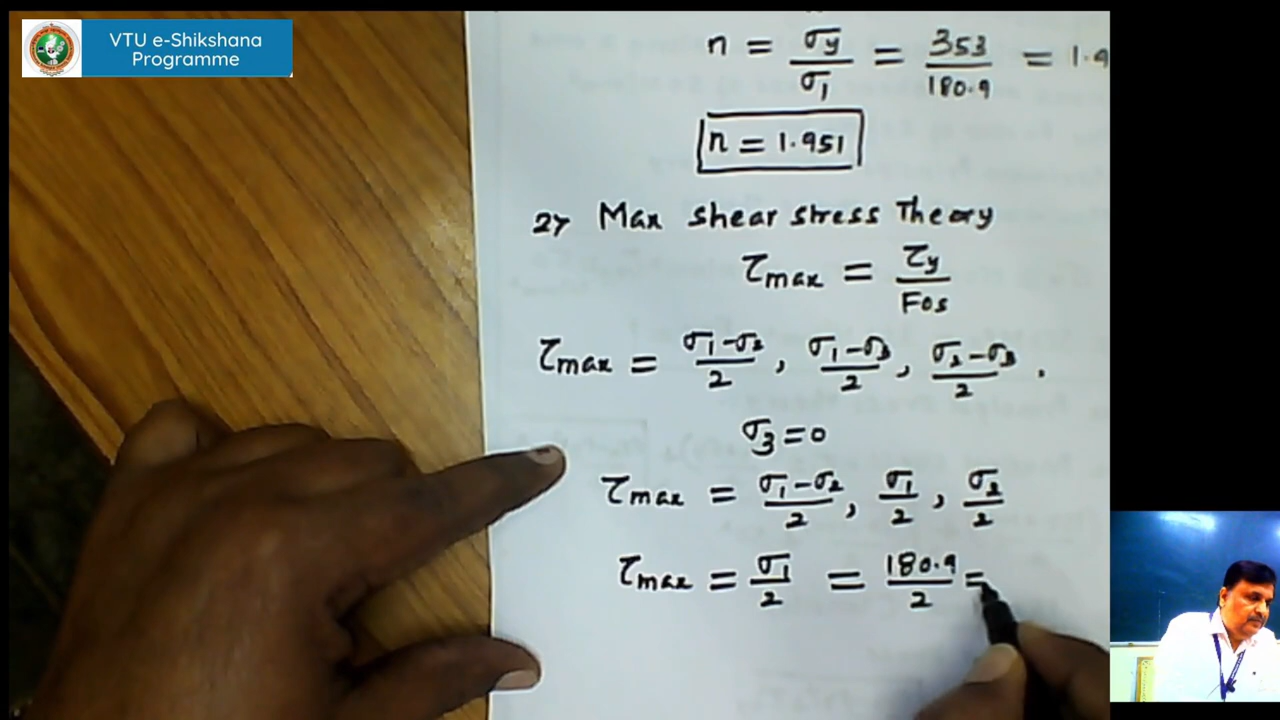 VTU e-Shikshana
Programme
n = σy/σ1 = 353/180.9 = 1.9
n = 1.951
2> Max shear stress Theory
τmax = τy/Fos
τmax = σ1-σ2/2, σ1-σ3/2, σ2-σ3/2.
σ3=0
τmax = σ1-σ2/2, σ1/2, σ2/2
τmax = σ1/2 = 180.9/2 =